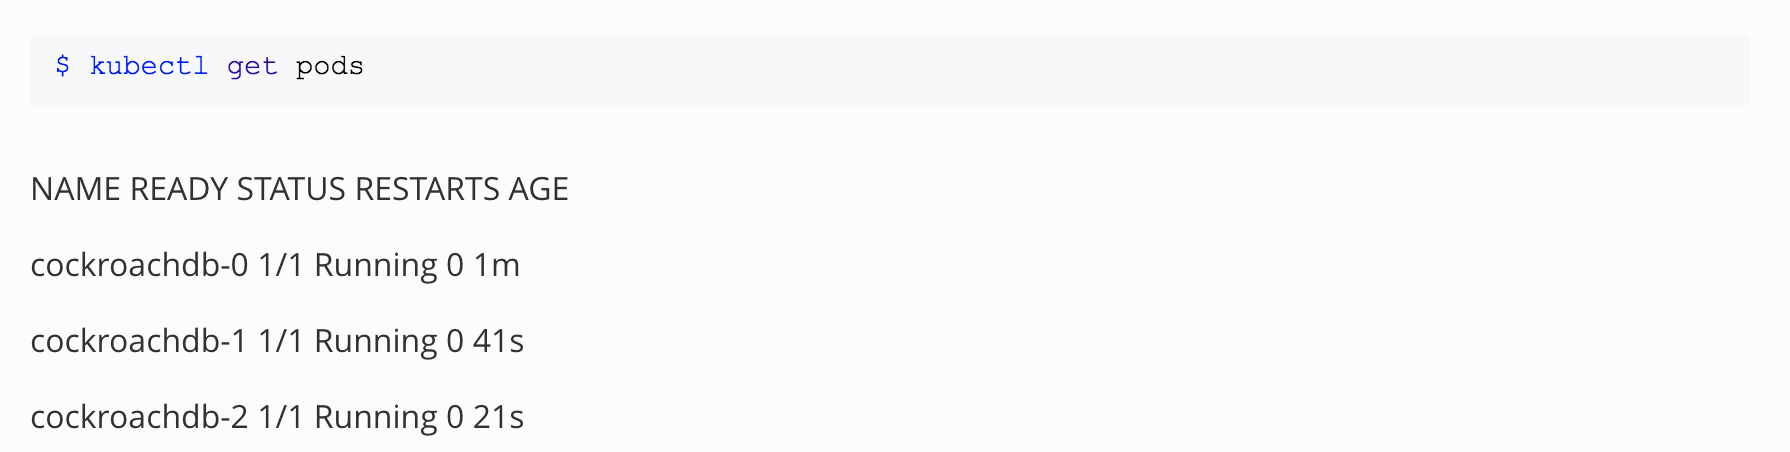 $ kubectl get pods
NAME READY STATUS RESTARTS AGE
cockroachdb-0 1/1 Running 0 1m
cockroachdb-1 1/1 Running 0 41s
cockroachdb-2 1/1 Running 0 21s